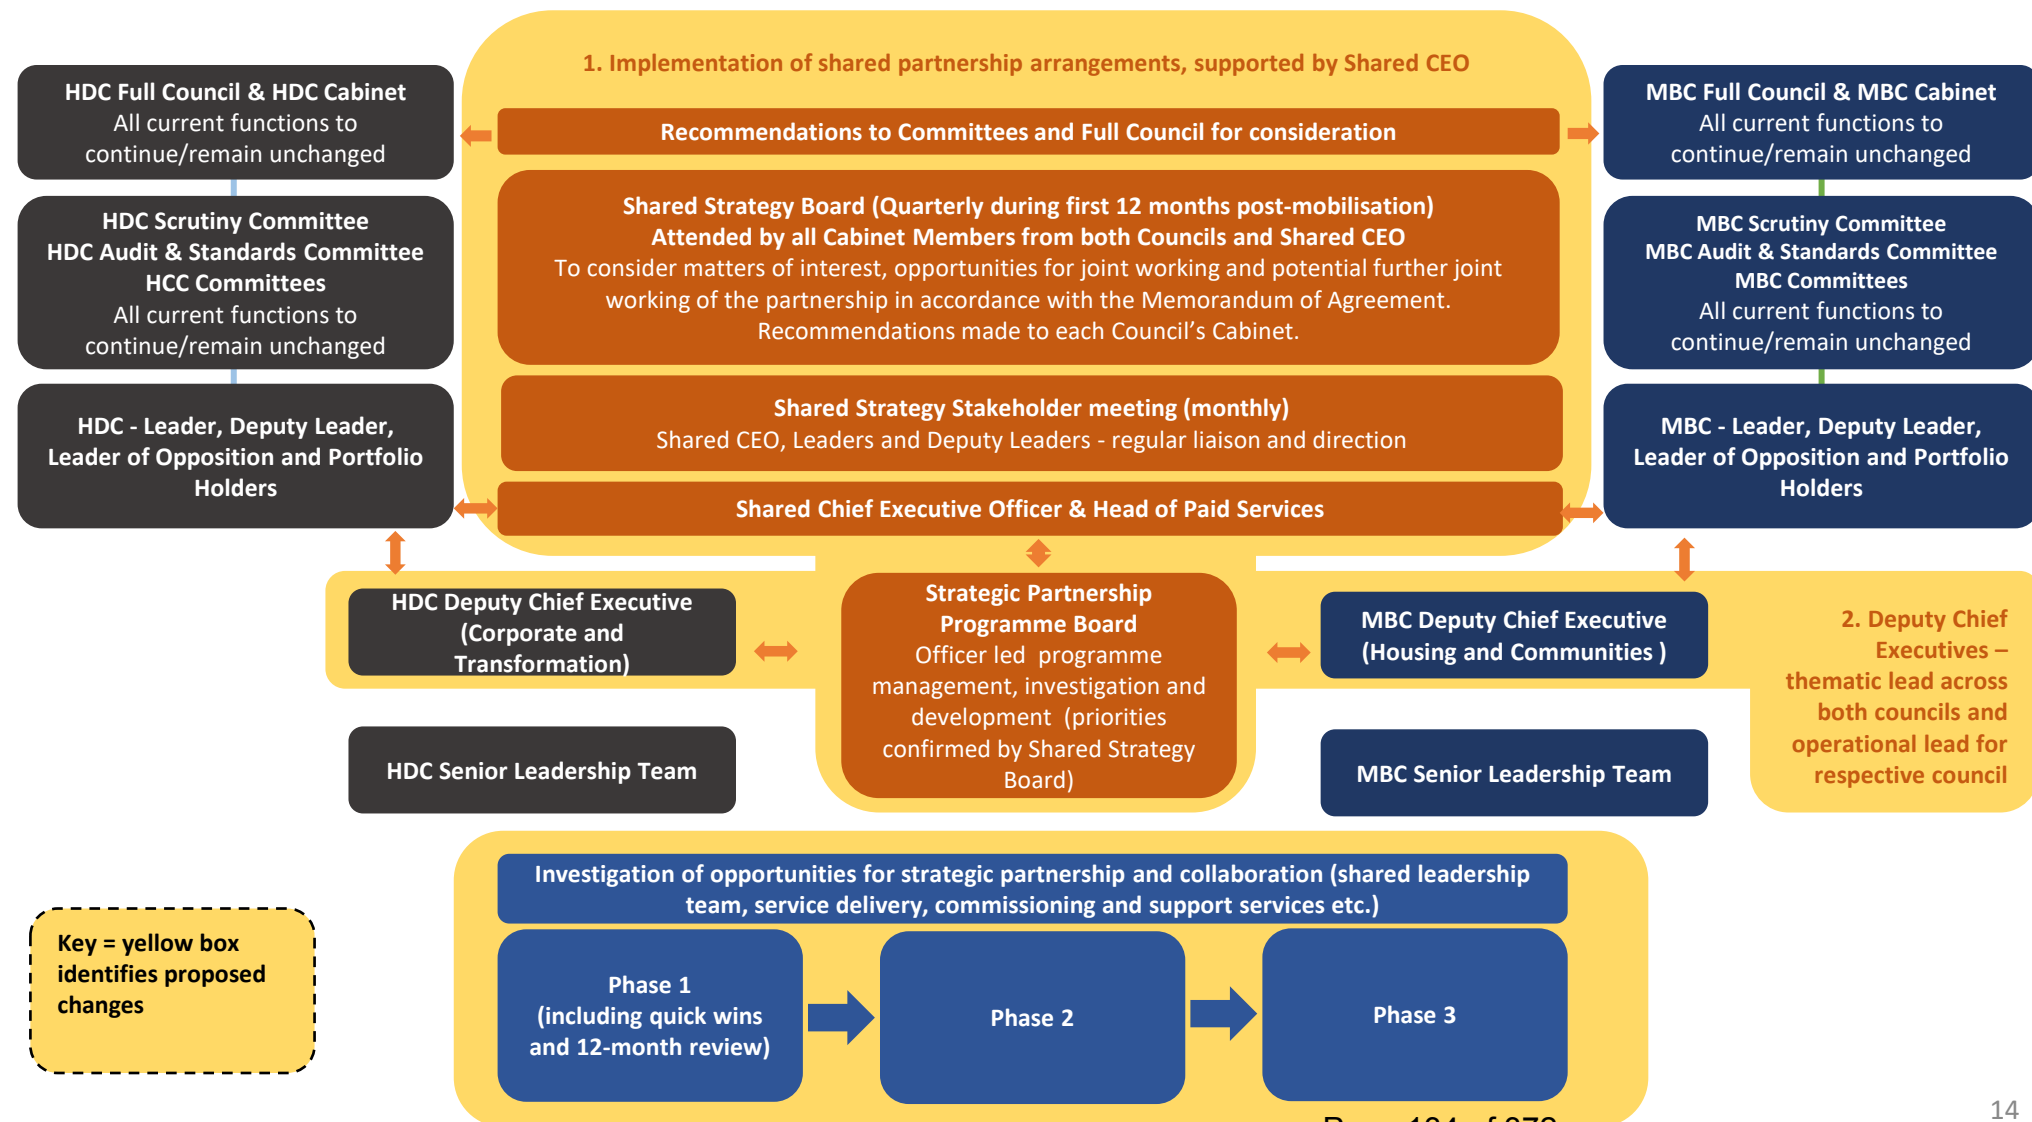 1. Implementation of shared partnership arrangements, supported by Shared CEO
HDC Full Council & HDC Cabinet
All current functions to
continue/remain unchanged
Recommendations to Committees and Full Council for consideration
MBC Full Council & MBC Cabinet
All current functions to
continue/remain unchanged
HDC Scrutiny Committee
HDC Audit & Standards Committee
HCC Committees
All current functions to
continue/remain unchanged
Shared Strategy Board (Quarterly during first 12 months post-mobilisation)
Attended by all Cabinet Members from both Councils and Shared CEO
To consider matters of interest, opportunities for joint working and potential further joint
working of the partnership in accordance with the Memorandum of Agreement.
Recommendations made to each Council’s Cabinet.
MBC Scrutiny Committee
MBC Audit & Standards Committee
MBC Committees
All current functions to
continue/remain unchanged
HDC - Leader, Deputy Leader,
Leader of Opposition and Portfolio
Holders
Shared Strategy Stakeholder meeting (monthly)
Shared CEO, Leaders and Deputy Leaders - regular liaison and direction
MBC - Leader, Deputy Leader,
Leader of Opposition and Portfolio
Holders
Shared Chief Executive Officer & Head of Paid Services
HDC Deputy Chief Executive
(Corporate and
Transformation)
Strategic Partnership
Programme Board
Officer led programme
management, investigation and
development (priorities
confirmed by Shared Strategy
Board)
MBC Deputy Chief Executive
(Housing and Communities )
2. Deputy Chief
Executives –
thematic lead across
both councils and
operational lead for
respective council
HDC Senior Leadership Team
MBC Senior Leadership Team
Investigation of opportunities for strategic partnership and collaboration (shared leadership
team, service delivery, commissioning and support services etc.)
Key = yellow box
identifies proposed
changes
Phase 1
(including quick wins
and 12-month review)
Phase 2
Phase 3
14